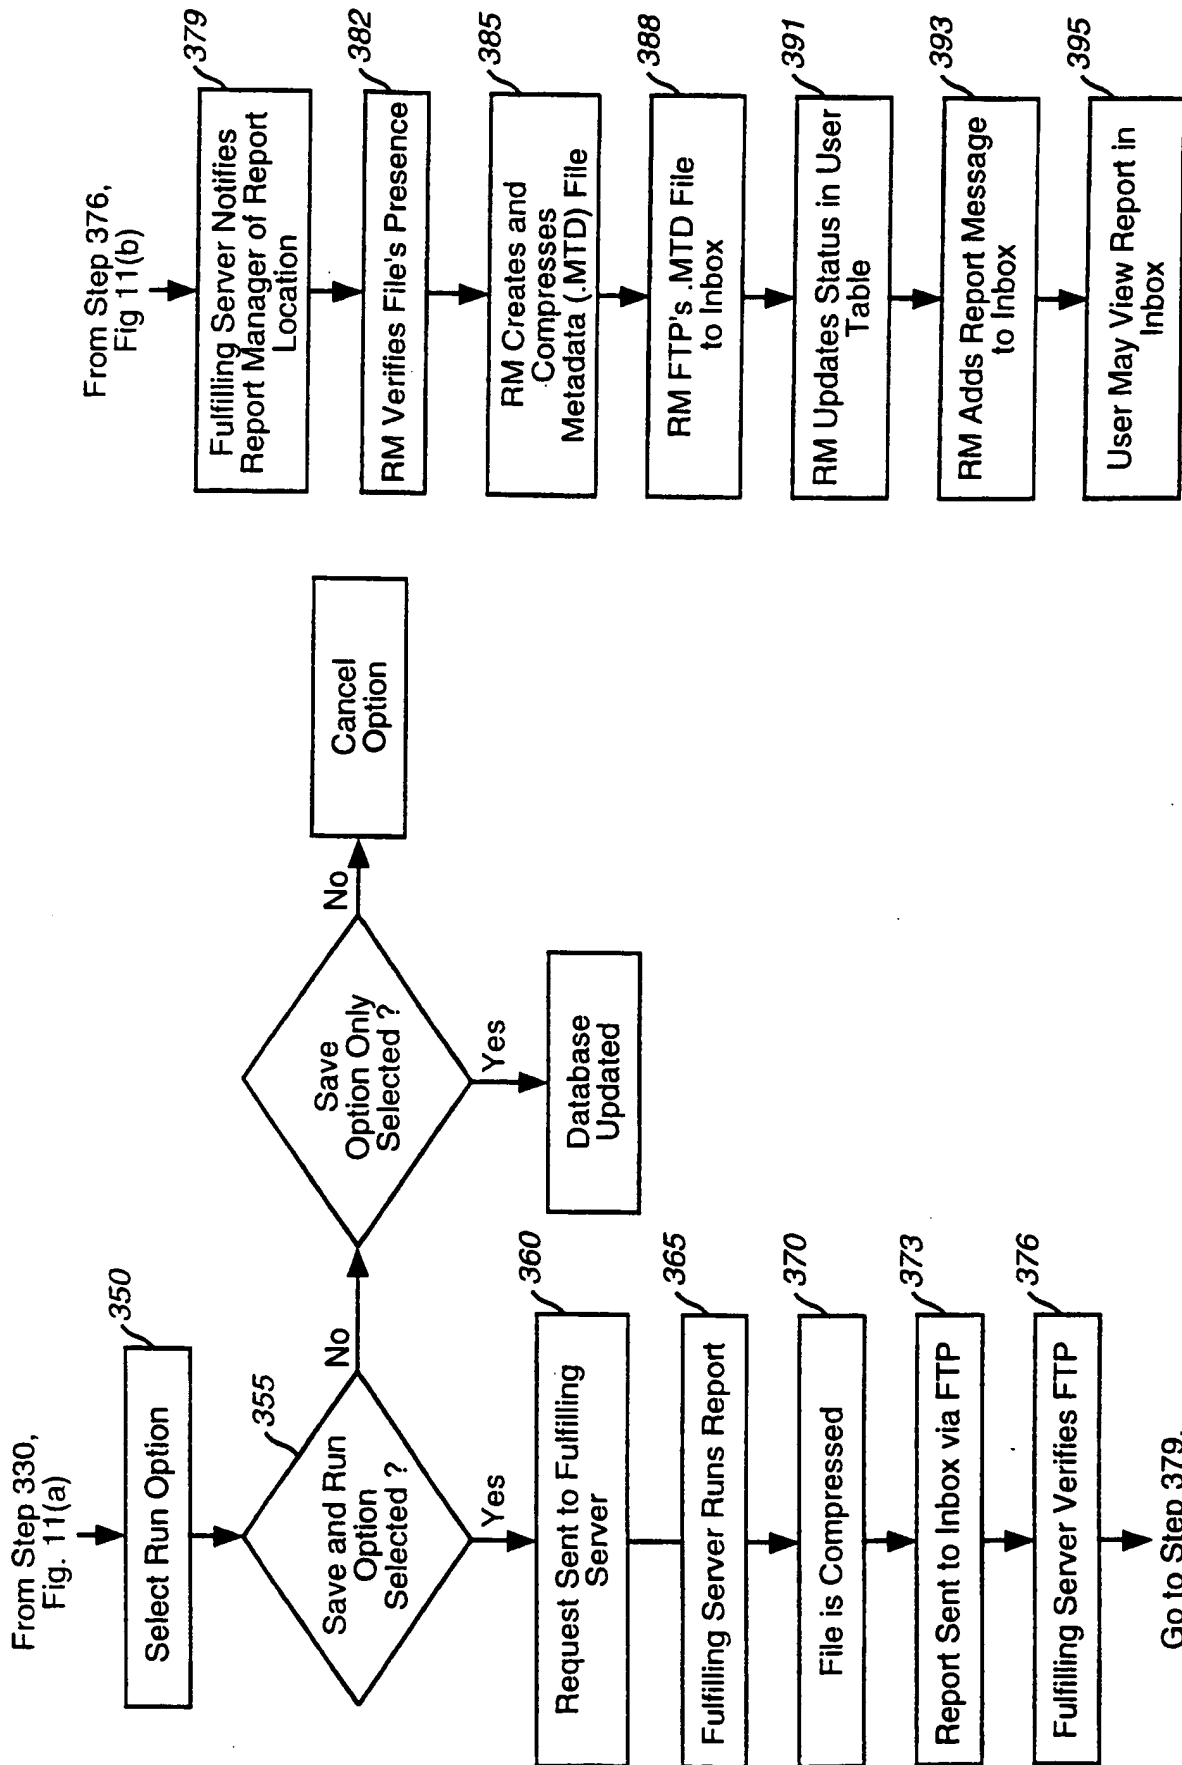 From Step 330,
Fig. 11(a)
350
Select Run Option
355
Save and Run
Option
Selected ?
No
Yes
Save
Option Only
Selected ?
No
Cancel
Option
Yes
Database
Updated
360
Request Sent to Fulfilling
Server
365
Fulfilling Server Runs Report
370
File is Compressed
373
Report Sent to Inbox via FTP
376
Fulfilling Server Verifies FTP
Go to Step 379,
From Step 376,
Fig 11(b)
379
Fulfilling Server Notifies
Report Manager of Report
Location
382
RM Verifies File's Presence
385
RM Creates and
Compresses
Metadata (.MTD) File
388
RM FTP's .MTD File
to Inbox
391
RM Updates Status in User
Table
393
RM Adds Report Message
to Inbox
395
User May View Report in
Inbox